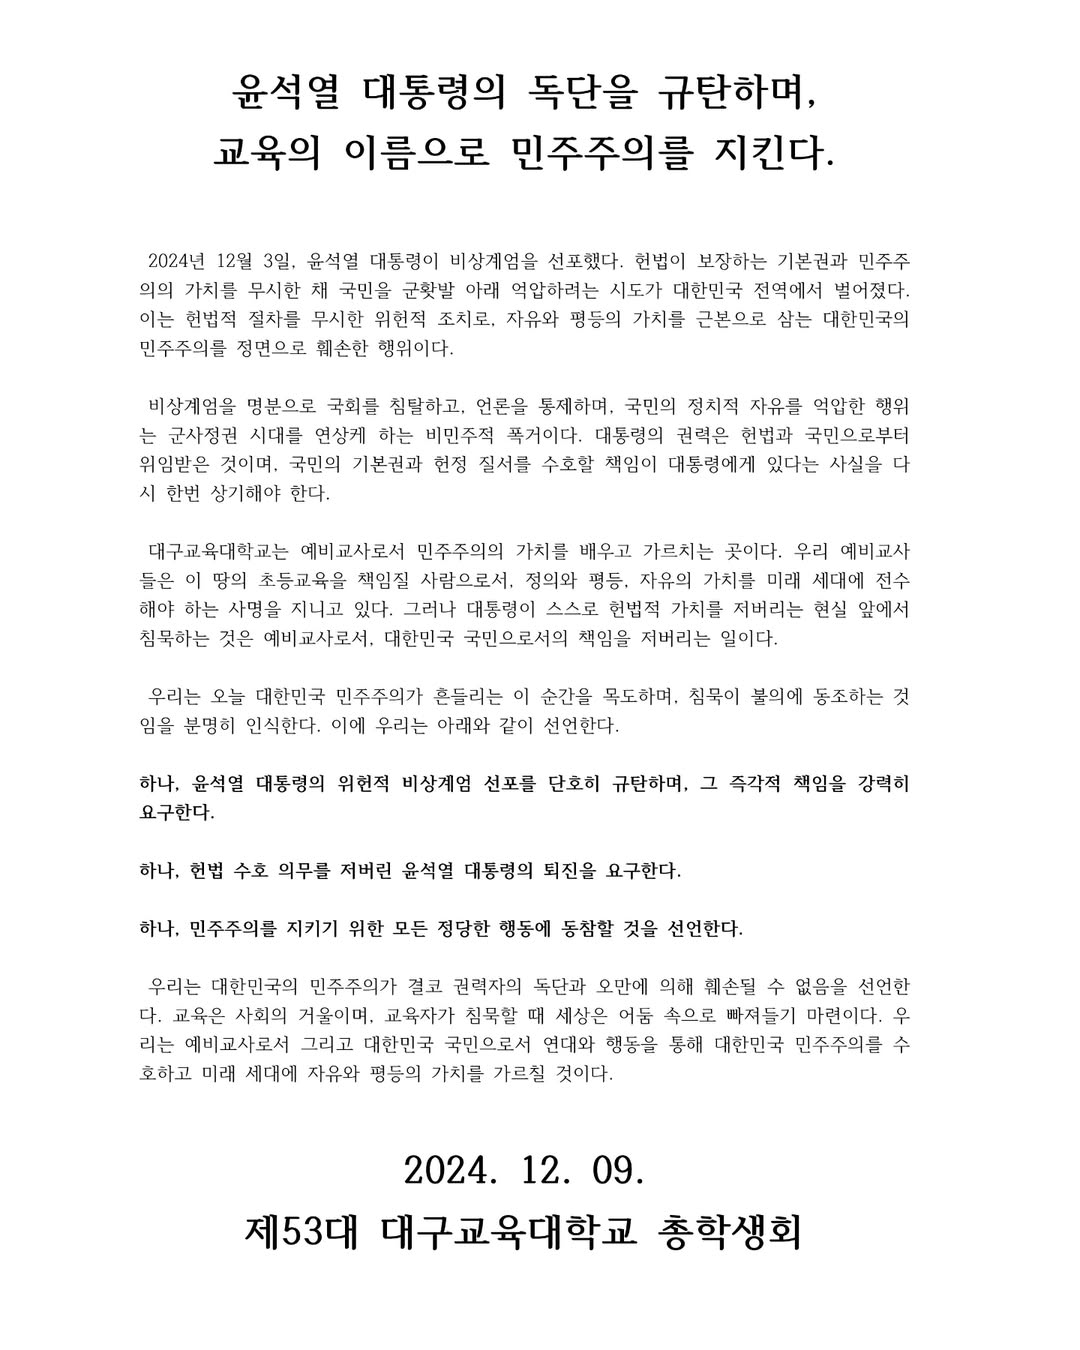 윤석열 대통령의 독단을 규탄하며,
교육의 이름으로 민주주의를 지킨다.
2024년 12월 3일, 윤석열 대통령이 비상계엄을 선포했다. 헌법이 보장하는 기본권과 민주주
의의 가치를 무시한 채 국민을 군홧발 아래 억압하려는 시도가 대한민국 전역에서 벌어졌다.
이는 헌법적 절차를 무시한 위헌적 조치로, 자유와 평등의 가치를 근본으로 삼는 대한민국의
민주주의를 정면으로 훼손한 행위이다.
비상계엄을 명분으로 국회를 침탈하고, 언론을 통제하며, 국민의 정치적 자유를 억압한 행위
는 군사정권 시대를 연상케 하는 비민주적 폭거이다. 대통령의 권력은 헌법과 국민으로부터
위임받은 것이며, 국민의 기본권과 헌정 질서를 수호할 책임이 대통령에게 있다는 사실을 다
시 한번 상기해야 한다.
대구교육대학교는 예비교사로서 민주주의의 가치를 배우고 가르치는 곳이다. 우리 예비교사
들은 이 땅의 초등교육을 책임질 사람으로서, 정의와 평등, 자유의 가치를 미래 세대에 전수
해야 하는 사명을 지니고 있다. 그러나 대통령이 스스로 헌법적 가치를 저버리는 현실 앞에서
침묵하는 것은 예비교사로서, 대한민국 국민으로서의 책임을 저버리는 일이다.
우리는 오늘 대한민국 민주주의가 흔들리는 이 순간을 목도하며, 침묵이 불의에 동조하는 것
임을 분명히 인식한다. 이에 우리는 아래와 같이 선언한다.
하나, 윤석열 대통령의 위헌적 비상계엄 선포를 단호히 규탄하며, 그 즉각적 책임을 강력히
요구한다.
하나, 헌법 수호 의무를 저버린 윤석열 대통령의 퇴진을 요구한다.
하나, 민주주의를 지키기 위한 모든 정당한 행동에 동참할 것을 선언한다.
우리는 대한민국의 민주주의가 결코 권력자의 독단과 오만에 의해 훼손될 수 없음을 선언한
다. 교육은 사회의 거울이며, 교육자가 침묵할 때 세상은 어둠 속으로 빠져들기 마련이다. 우
리는 예비교사로서 그리고 대한민국 국민으로서 연대와 행동을 통해 대한민국 민주주의를 수
호하고 미래 세대에 자유와 평등의 가치를 가르칠 것이다.
2024. 12. 09.
제53대 대구교육대학교 총학생회